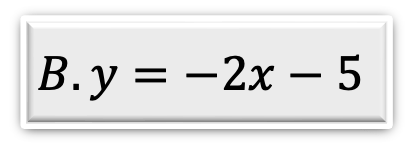 B. y = −2x − 5